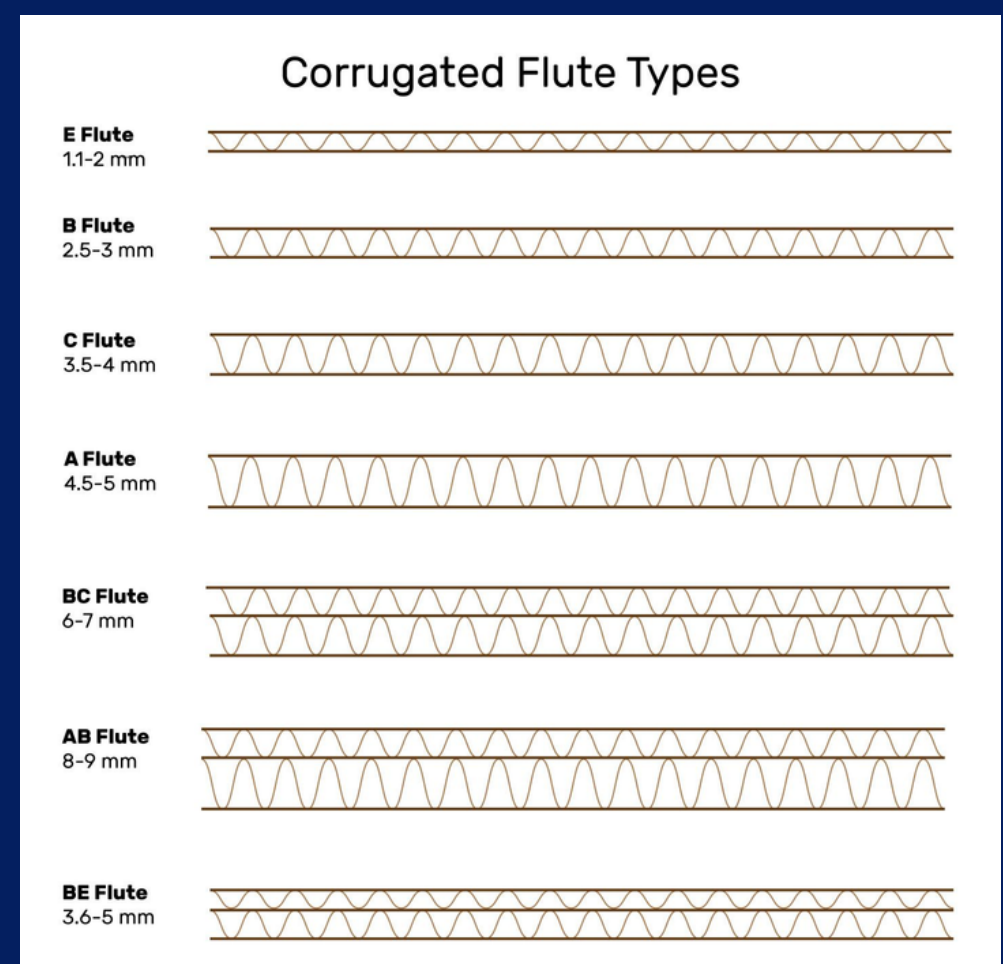 Corrugated Flute Types
E Flute
1.1-2 mm
B Flute
2.5-3 mm
C Flute
3.5-4 mm
A Flute
4.5-5 mm
BC Flute
6-7 mm
AB Flute
8-9 mm
BE Flute
3.6-5 mm